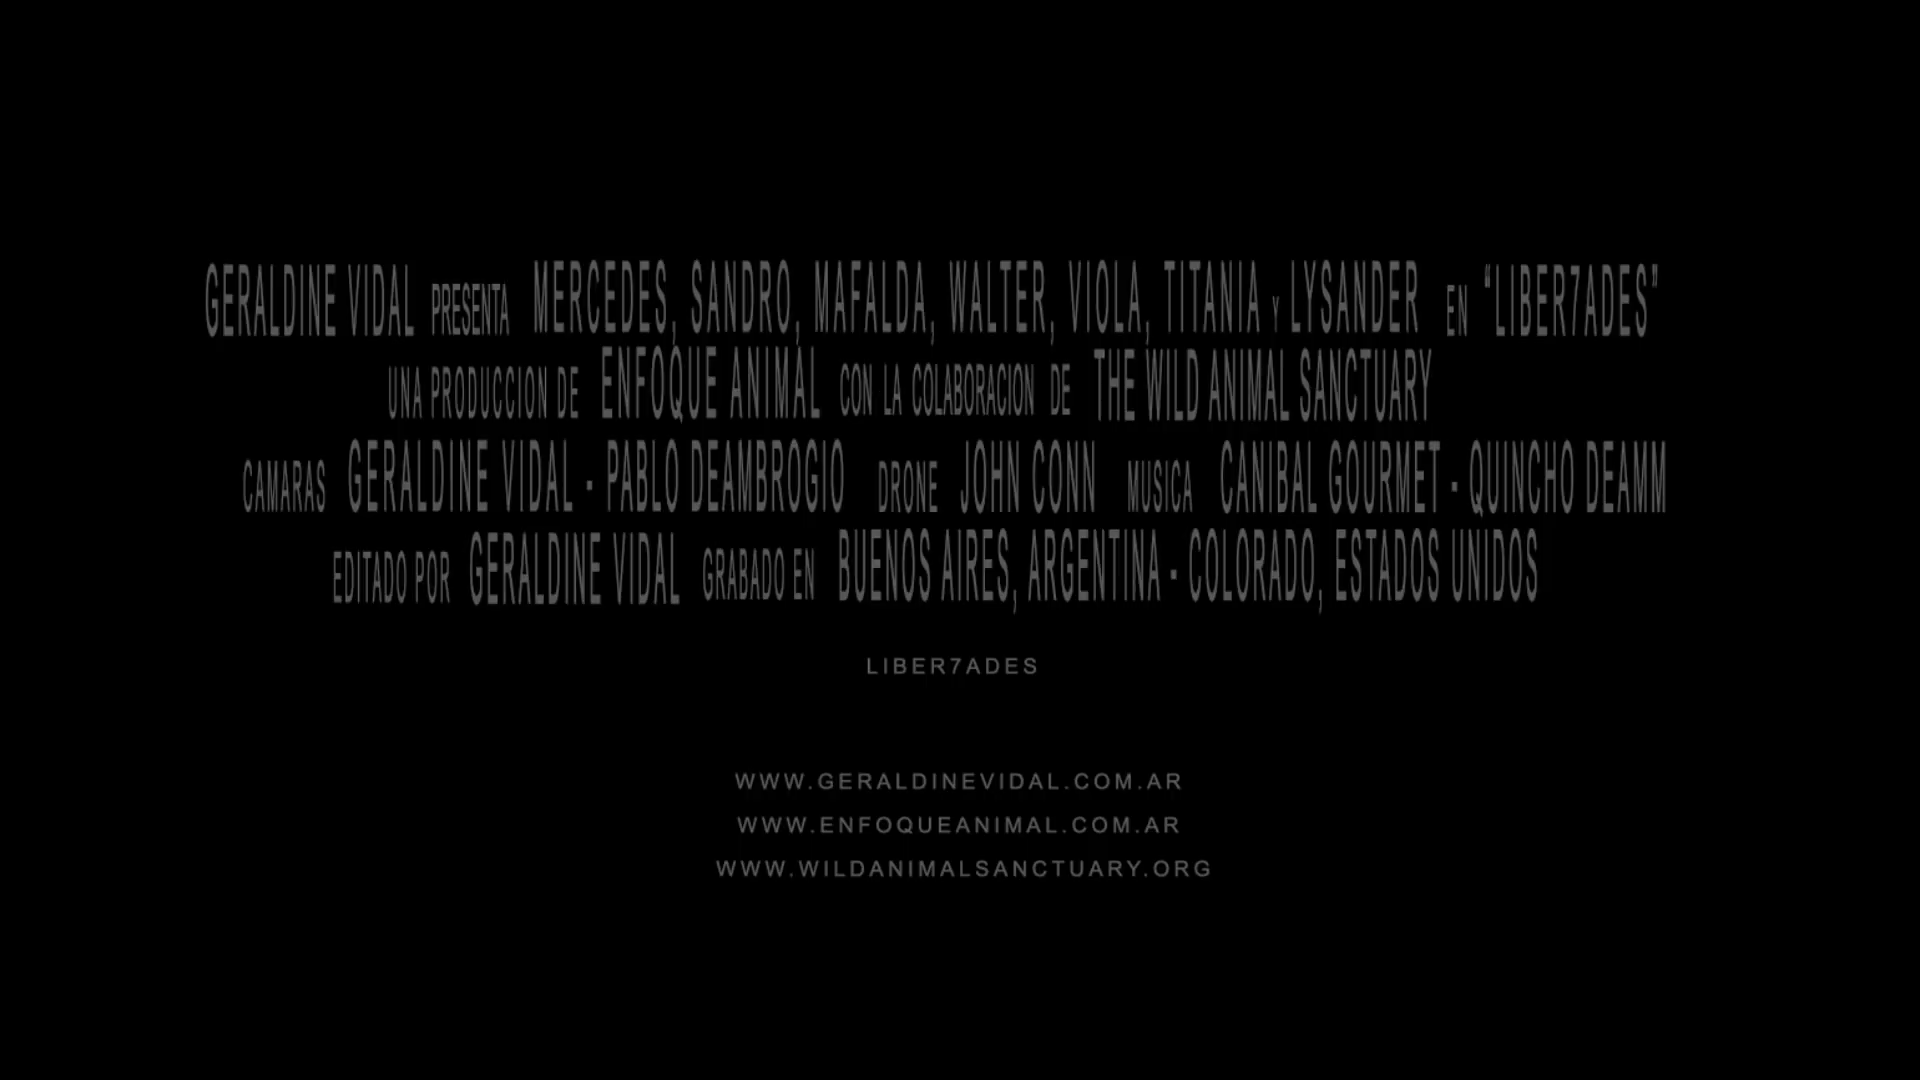 GERALDINE VIDAL PRESENTA MERCEDES, SANDRO, MAFALDA, WALTER, VIOLA, TITANIA Y LYSANDER EN “LIBER7ADES”
UNA PRODUCCION DE ENFOQUE ANIMAL CON LA COLABORACION DE THE WILD ANIMAL SANCTUARY
CAMARAS GERALDINE VIDAL - PABLO DEAMBROGIO DRONE JOHN CONN MUSICA CANIBAL GOURMET - QUINCHO DEAMM
EDITADO POR GERALDINE VIDAL GRABADO EN BUENOS AIRES, ARGENTINA - COLORADO, ESTADOS UNIDOS
LIBER7ADES
WWW.GERALDINEVIDAL.COM.AR
WWW.ENFOQUEANIMAL.COM.AR
WWW.WILDANIMALSANCTUARY.ORG